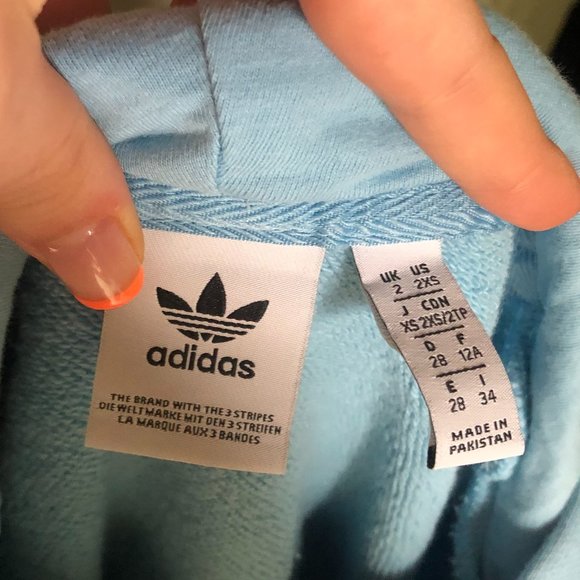 adidas
THE BRAND WITH THE 3 STRIPES
DIE WELTMARKE MIT DEN 3 STREIFEN
LA MARQUE AUX 3 BANDES
UK US
2 2XS
J CDN
XS 2XS/2TP
D F
28 12A
E I
28 34
MADE IN
PAKISTAN